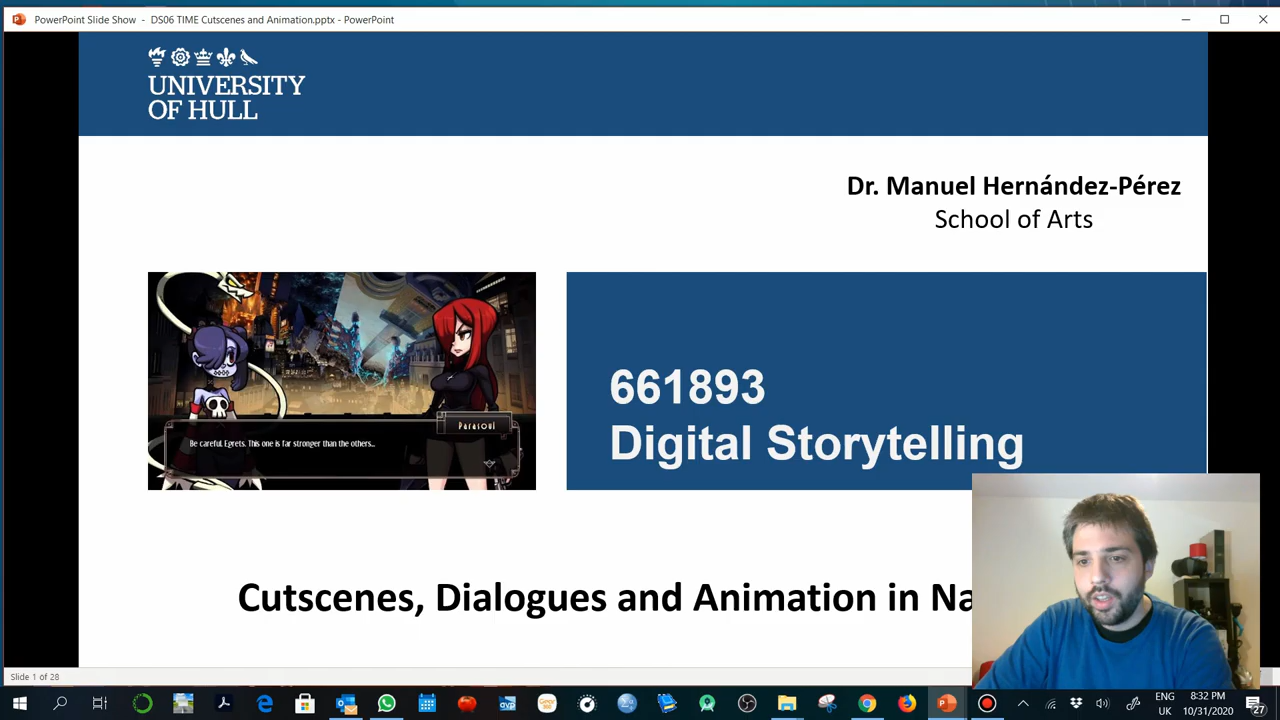 PowerPoint Slide Show - DS06 TIME Cutscenes and Animation.pptx - PowerPoint
UNIVERSITY
OF HULL
Dr. Manuel Hernández-Pérez
School of Arts
Parasoul
Be careful, Egrets. This one is far stronger than the others...
661893
Digital Storytelling
Cutscenes, Dialogues and Animation in Na
Slide 1 of 28
ENG
UK
8:32 PM
10/31/2020
27